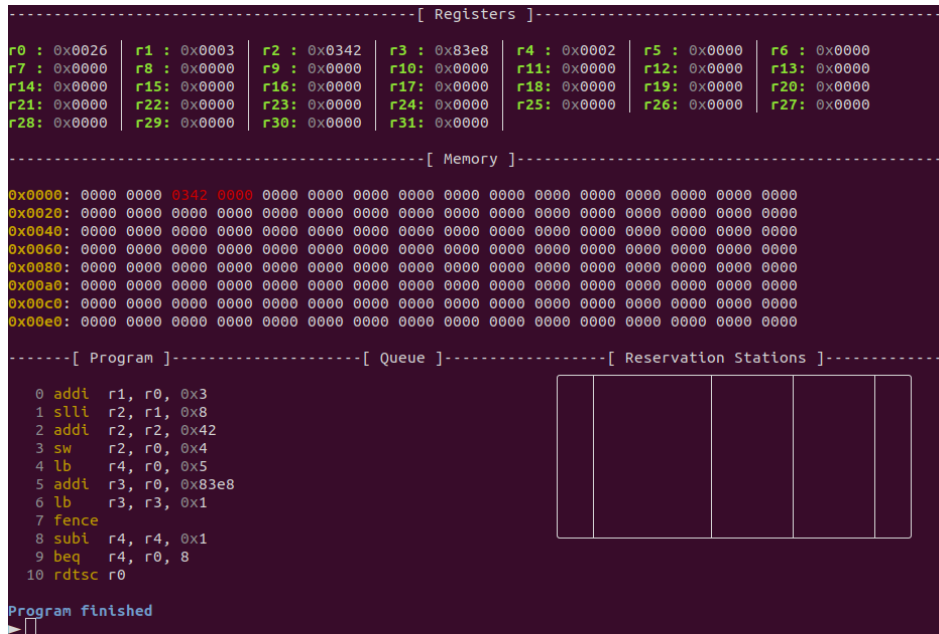 [ Registers ]
r0 : 0x0026 r1 : 0x0003 r2 : 0x0342 r3 : 0x83e8 r4 : 0x0002 r5 : 0x0000 r6 : 0x0000
r7 : 0x0000 r8 : 0x0000 r9 : 0x0000 r10: 0x0000 r11: 0x0000 r12: 0x0000 r13: 0x0000
r14: 0x0000 r15: 0x0000 r16: 0x0000 r17: 0x0000 r18: 0x0000 r19: 0x0000 r20: 0x0000
r21: 0x0000 r22: 0x0000 r23: 0x0000 r24: 0x0000 r25: 0x0000 r26: 0x0000 r27: 0x0000
r28: 0x0000 r29: 0x0000 r30: 0x0000 r31: 0x0000
[ Memory ]
0x0000: 0000 0000 0342 0000 0000 0000 0000 0000 0000 0000 0000 0000 0000 0000 0000 0000
0x0020: 0000 0000 0000 0000 0000 0000 0000 0000 0000 0000 0000 0000 0000 0000 0000 0000
0x0040: 0000 0000 0000 0000 0000 0000 0000 0000 0000 0000 0000 0000 0000 0000 0000 0000
0x0060: 0000 0000 0000 0000 0000 0000 0000 0000 0000 0000 0000 0000 0000 0000 0000 0000
0x0080: 0000 0000 0000 0000 0000 0000 0000 0000 0000 0000 0000 0000 0000 0000 0000 0000
0x00a0: 0000 0000 0000 0000 0000 0000 0000 0000 0000 0000 0000 0000 0000 0000 0000 0000
0x00c0: 0000 0000 0000 0000 0000 0000 0000 0000 0000 0000 0000 0000 0000 0000 0000 0000
0x00e0: 0000 0000 0000 0000 0000 0000 0000 0000 0000 0000 0000 0000 0000 0000 0000 0000
[ Program ] [ Queue ] [ Reservation Stations ]
0 addi r1, r0, 0x3
1 slli r2, r1, 0x8
2 addi r2, r2, 0x42
3 sw r2, r0, 0x4
4 lb r4, r0, 0x5
5 addi r3, r0, 0x83e8
6 lb r3, r3, 0x1
7 fence
8 subi r4, r4, 0x1
9 beq r4, r0, 8
10 rdtsc r0
Program finished